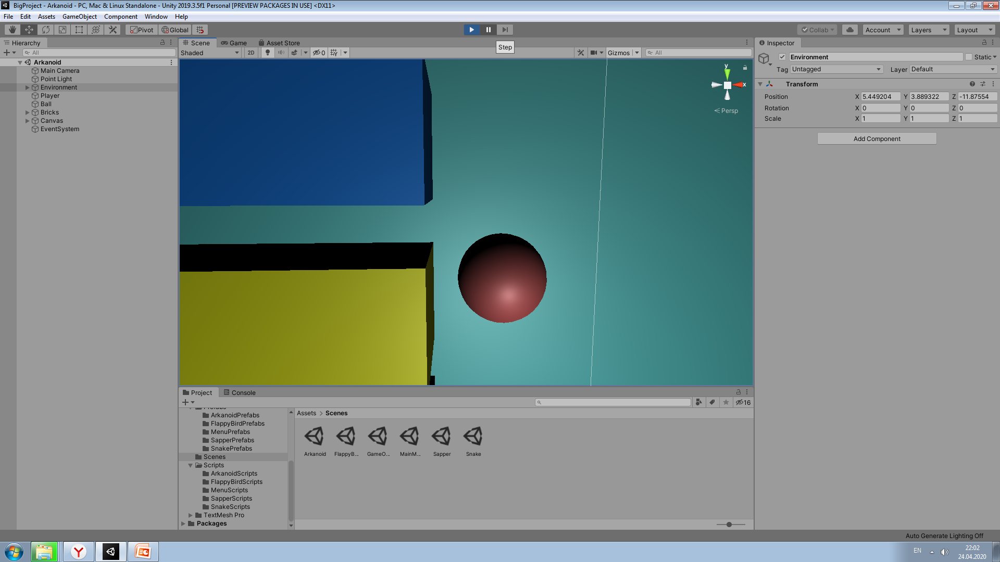 BigProject - Arkanoid - PC, Mac & Linux Standalone - Unity 2019.3.5f1 Personal [PREVIEW PACKAGES IN USE] <DX11>
File Edit Assets GameObject Component Window Help
Pivot Global Collab Account Layers Layout
Hierarchy
All
Arkanoid
Main Camera
Point Light
Environment
Player
Ball
Bricks
Canvas
EventSystem
Scene Game Asset Store
Shaded 2D 0 Gizmos All
Step
y
x
Persp
Inspector
Environment Static
Tag Untagged Layer Default
Transform
Position X 5.449204 Y 3.889322 Z -11.87554
Rotation X 0 Y 0 Z 0
Scale X 1 Y 1 Z 1
Add Component
Project Console
16
Prefabs
ArkanoidPrefabs
FlappyBirdPrefabs
MenuPrefabs
SapperPrefabs
SnakePrefabs
Scenes
Scripts
ArkanoidScripts
FlappyBirdScripts
MenuScripts
SapperScripts
SnakeScripts
TextMesh Pro
Packages
Assets > Scenes
Arkanoid FlappyB... GameO... MainM... Sapper Snake
Auto Generate Lighting Off
EN
22:02
24.04.2020